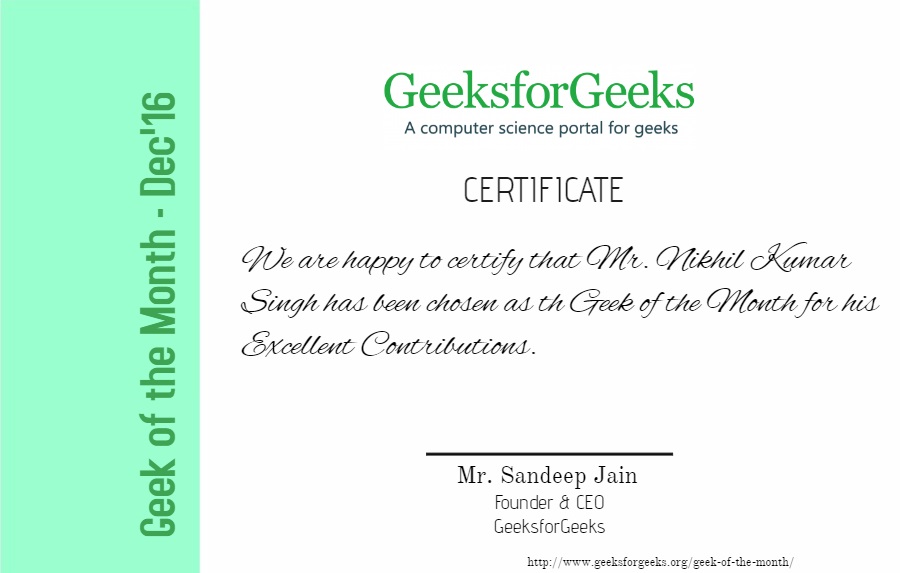 Geek of the Month - Dec'16
GeeksforGeeks
A computer science portal for geeks
CERTIFICATE
We are happy to certify that Mr. Nikhil Kumar
Singh has been chosen as th Geek of the Month for his
Excellent Contributions.
Mr. Sandeep Jain
Founder & CEO
GeeksforGeeks
http://www.geeksforgeeks.org/geek-of-the-month/